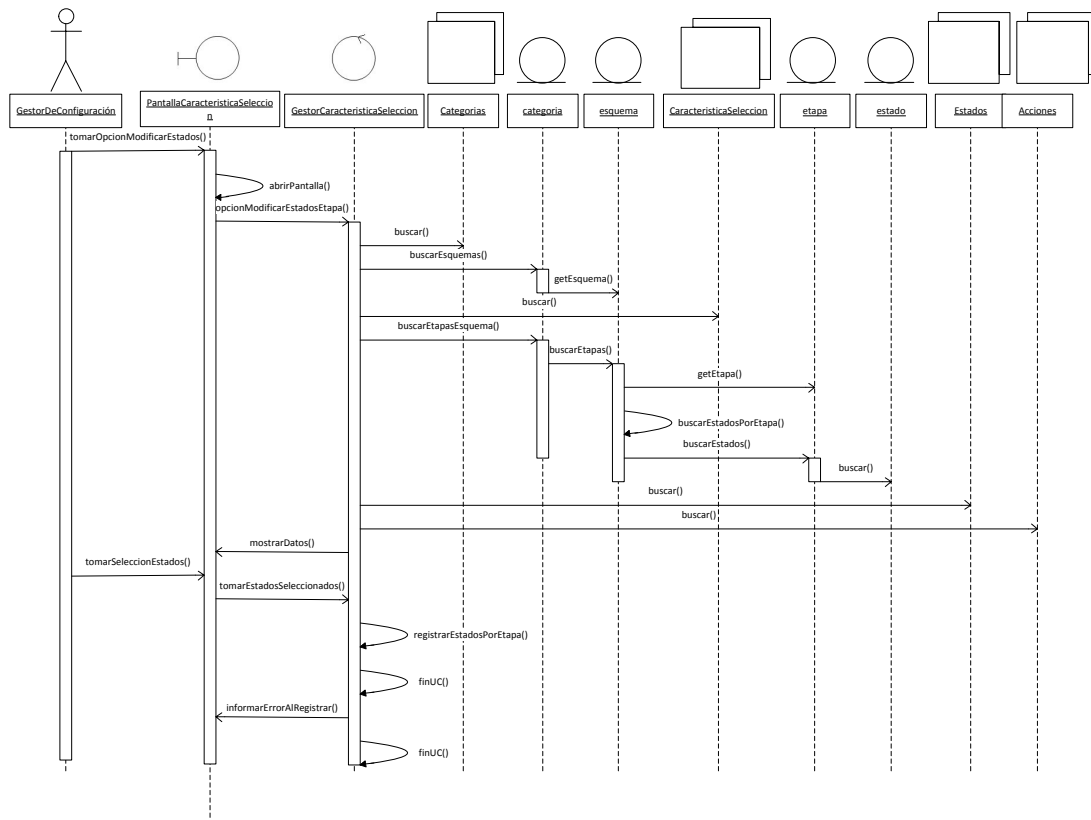 GestorDeConfiguración
PantallaCaracteristicaSeleccio
n
GestorCaracteristicaSeleccion
Categorias
categoria
esquema
CaracteristicaSeleccion
etapa
estado
Estados
Acciones
tomarOpcionModificarEstados()
abrirPantalla()
opcionModificarEstadosEtapa()
buscar()
buscarEsquemas()
getEsquema()
buscar()
buscarEtapasEsquema()
buscarEtapas()
getEtapa()
buscarEstadosPorEtapa()
buscarEstados()
buscar()
buscar()
buscar()
mostrarDatos()
tomarSeleccionEstados()
tomarEstadosSeleccionados()
registrarEstadosPorEtapa()
finUC()
informarErrorAlRegistrar()
finUC()